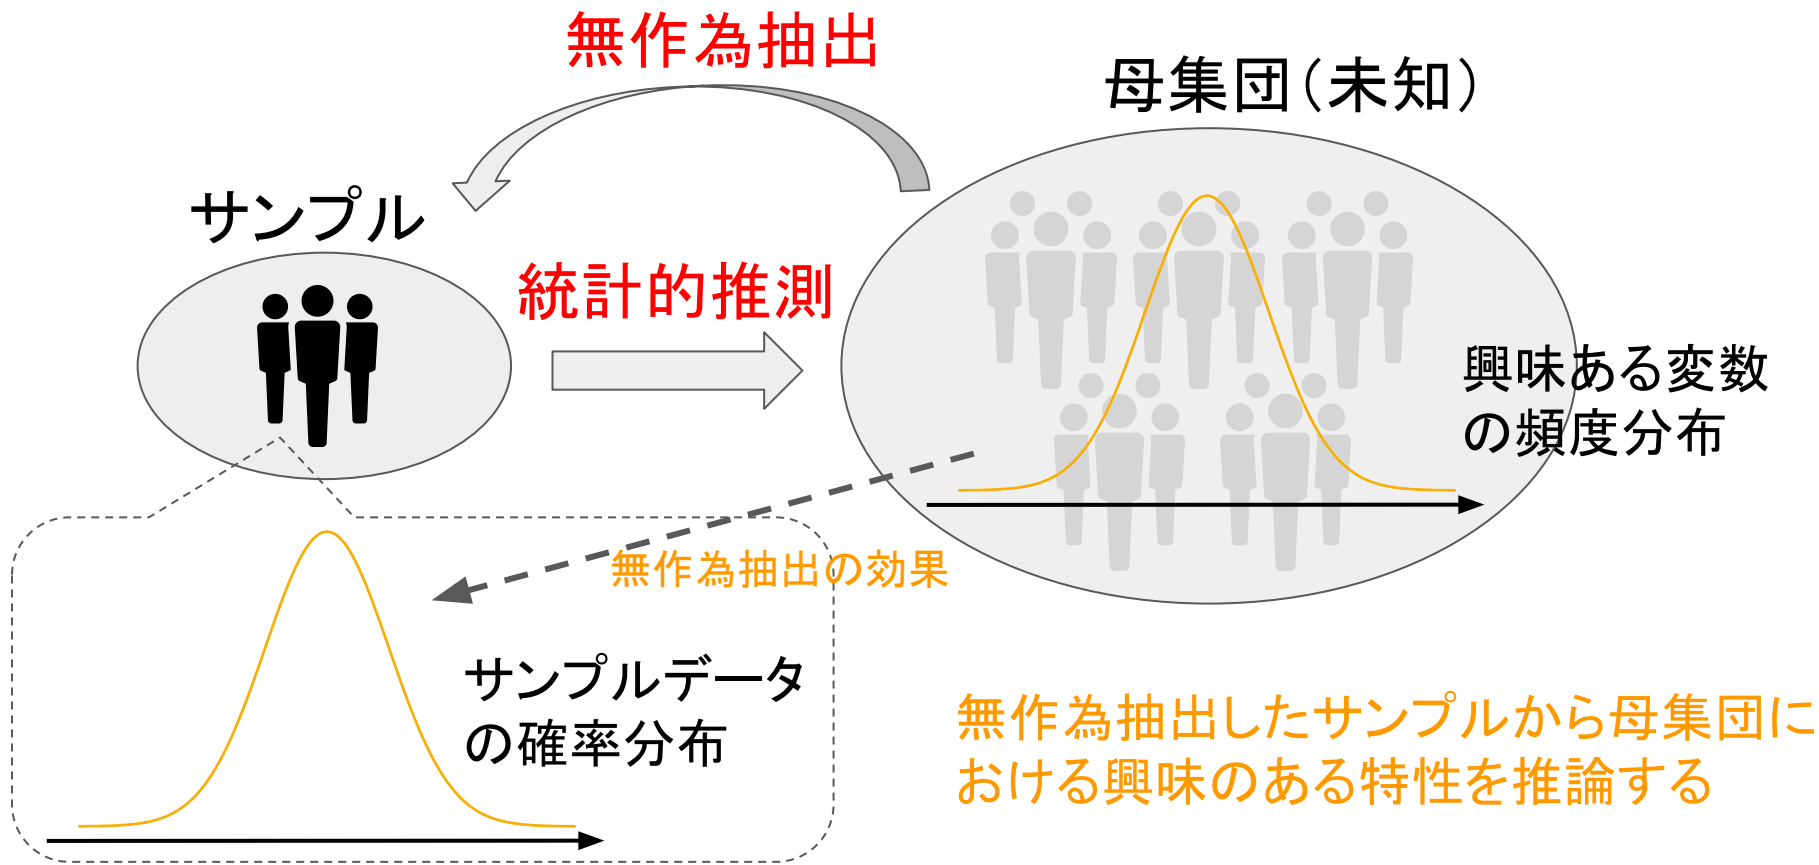 無作為抽出
母集団（未知）
サンプル
統計的推測
興味ある変数
の頻度分布
無作為抽出の効果
サンプルデータ
の確率分布
無作為抽出したサンプルから母集団に
おける興味のある特性を推論する